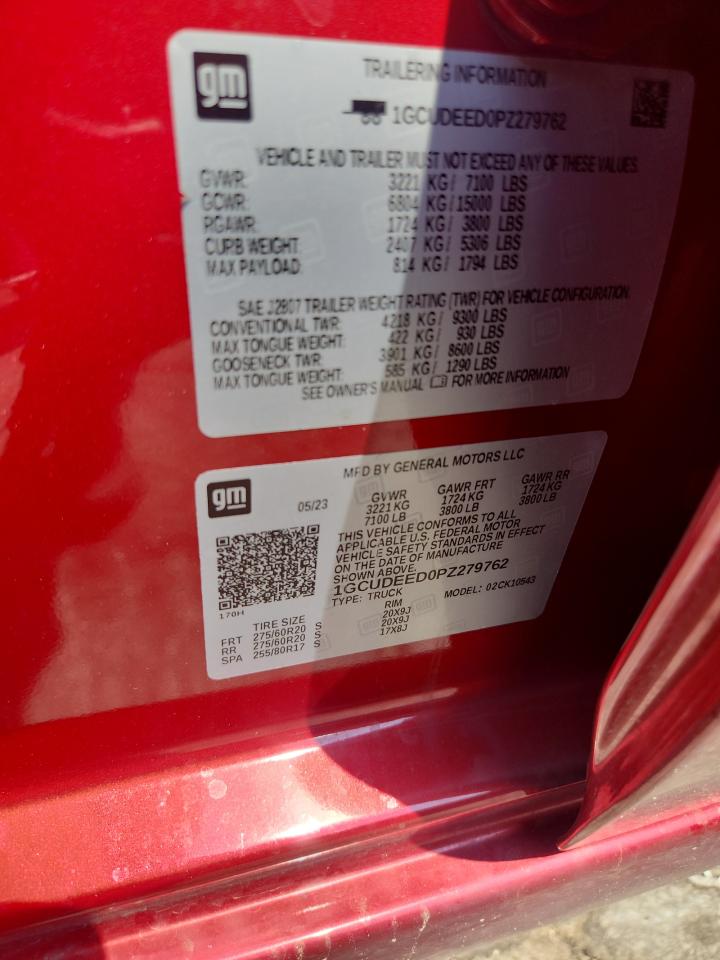 gm
TRAILERING INFORMATION
1GCUDEED0PZ279762
VEHICLE AND TRAILER MUST NOT EXCEED ANY OF THESE VALUES.
GVWR: 3221 KG / 7100 LBS
GCWR: 6804 KG / 15000 LBS
RGAWR: 1724 KG / 3800 LBS
CURB WEIGHT: 2407 KG / 5306 LBS
MAX PAYLOAD: 814 KG / 1794 LBS
SAE J2807 TRAILER WEIGHT RATING (TWR) FOR VEHICLE CONFIGURATION.
CONVENTIONAL TWR: 4218 KG / 9300 LBS
MAX TONGUE WEIGHT: 422 KG / 930 LBS
GOOSENECK TWR: 3901 KG / 8600 LBS
MAX TONGUE WEIGHT: 585 KG / 1290 LBS
SEE OWNER'S MANUAL FOR MORE INFORMATION
gm
MFD BY GENERAL MOTORS LLC
05/23
GVWR GAWR FRT GAWR RR
3221 KG 1724 KG 1724 KG
7100 LB 3800 LB 3800 LB
THIS VEHICLE CONFORMS TO ALL
APPLICABLE U.S. FEDERAL MOTOR
VEHICLE SAFETY STANDARDS IN EFFECT
ON THE DATE OF MANUFACTURE
SHOWN ABOVE.
1GCUDEED0PZ279762
TYPE: TRUCK MODEL: 02CK10543
170H
TIRE SIZE RIM
FRT 275/60R20 S 20X9J
RR 275/60R20 S 20X9J
SPA 255/80R17 S 17X8J